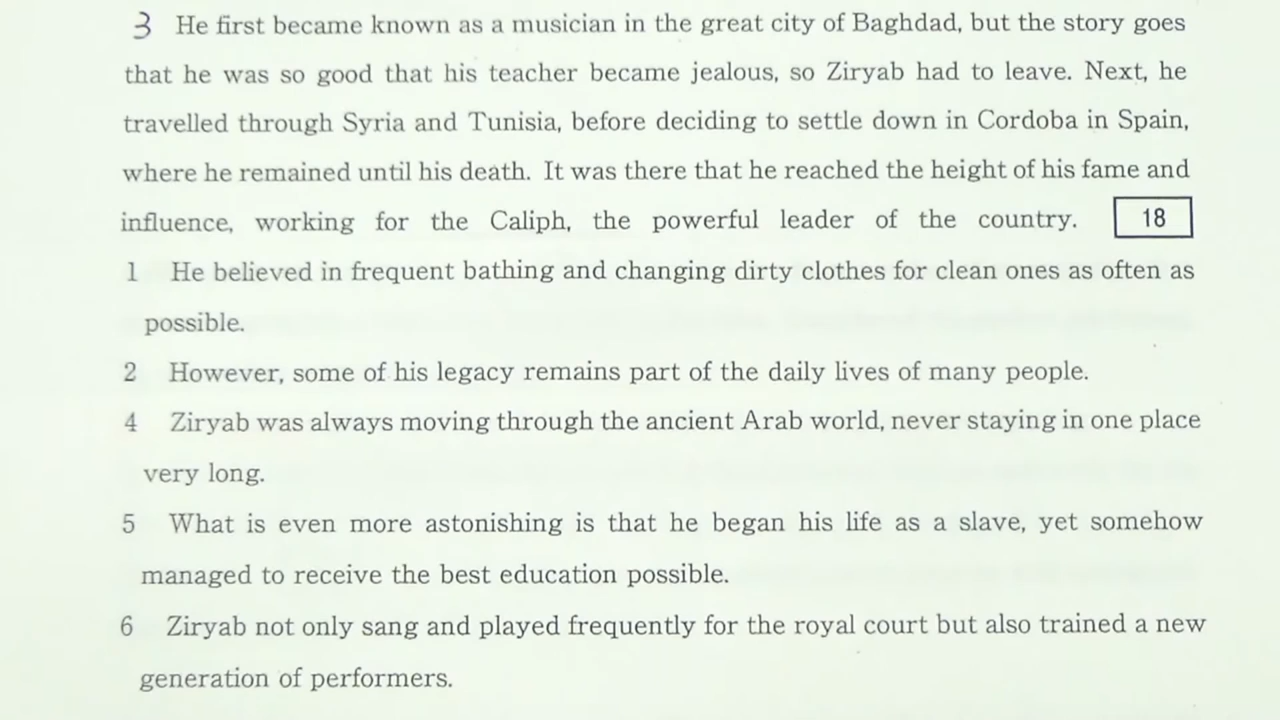 3 He first became known as a musician in the great city of Baghdad, but the story goes
that he was so good that his teacher became jealous, so Ziryab had to leave. Next, he
travelled through Syria and Tunisia, before deciding to settle down in Cordoba in Spain,
where he remained until his death. It was there that he reached the height of his fame and
influence, working for the Caliph, the powerful leader of the country. 18
1 He believed in frequent bathing and changing dirty clothes for clean ones as often as
possible.
2 However, some of his legacy remains part of the daily lives of many people.
4 Ziryab was always moving through the ancient Arab world, never staying in one place
very long.
5 What is even more astonishing is that he began his life as a slave, yet somehow
managed to receive the best education possible.
6 Ziryab not only sang and played frequently for the royal court but also trained a new
generation of performers.